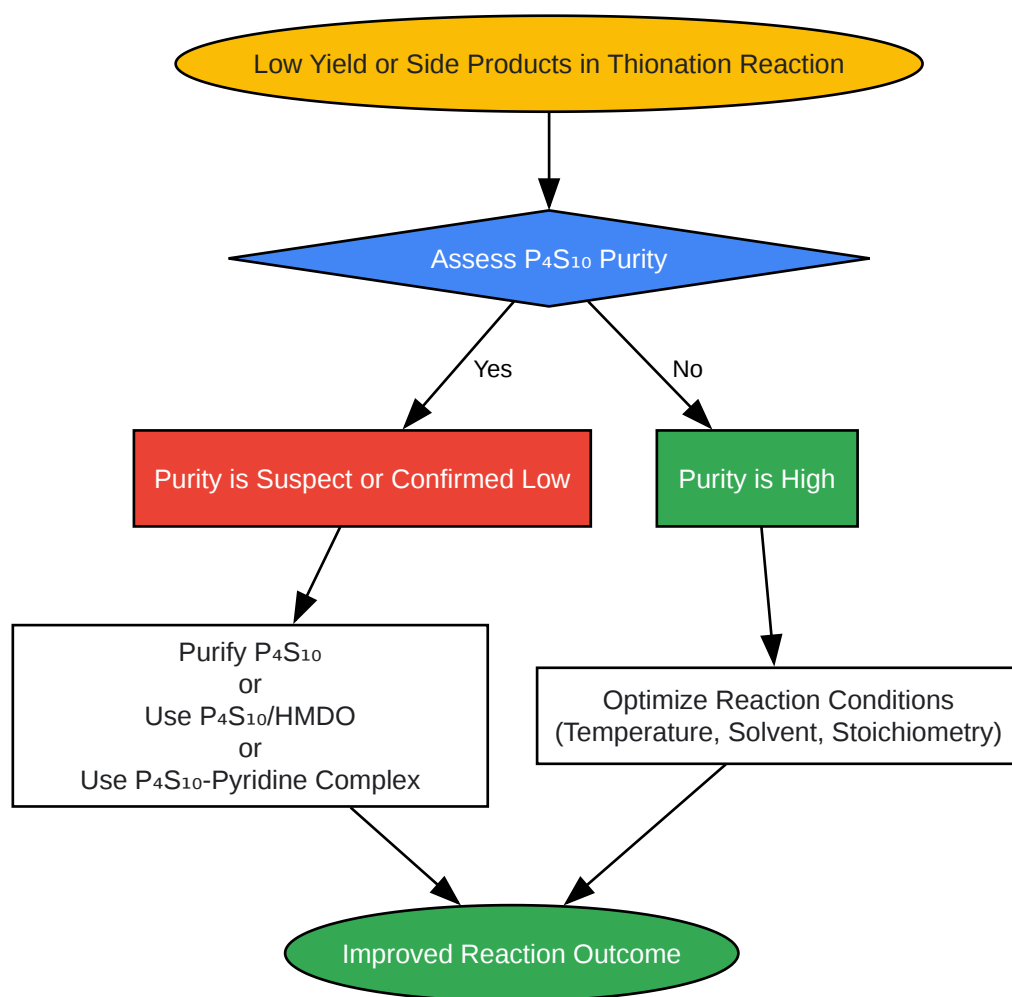 Low Yield or Side Products in Thionation Reaction
Assess P₄S₁₀ Purity
Yes
No
Purity is Suspect or Confirmed Low
Purity is High
Purify P₄S₁₀
or
Use P₄S₁₀/HMDO
or
Use P₄S₁₀-Pyridine Complex
Optimize Reaction Conditions
(Temperature, Solvent, Stoichiometry)
Improved Reaction Outcome